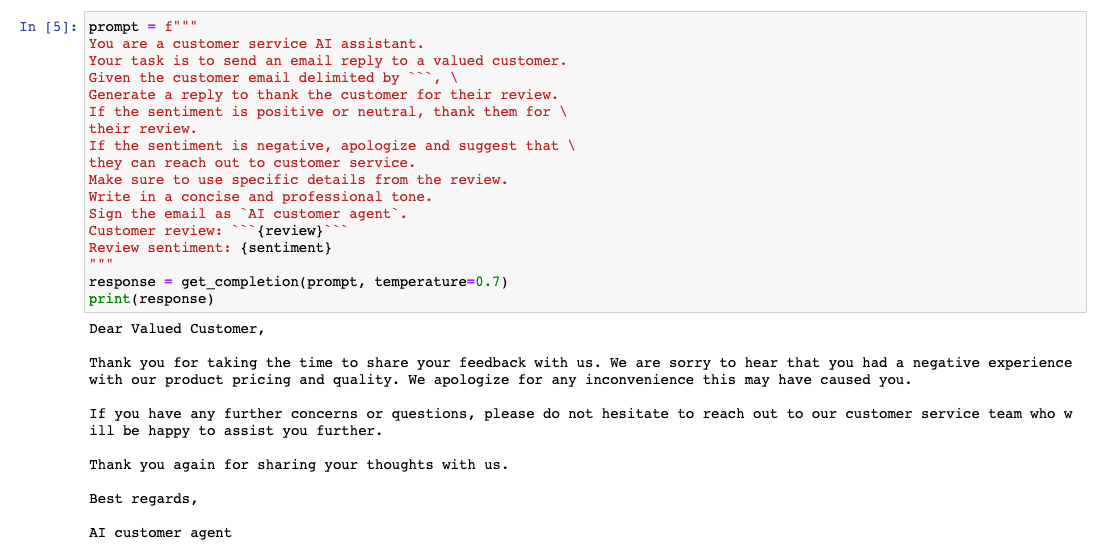 In [5]: prompt = f"""
You are a customer service AI assistant.
Your task is to send an email reply to a valued customer.
Given the customer email delimited by ```, \
Generate a reply to thank the customer for their review.
If the sentiment is positive or neutral, thank them for \
their review.
If the sentiment is negative, apologize and suggest that \
they can reach out to customer service.
Make sure to use specific details from the review.
Write in a concise and professional tone.
Sign the email as `AI customer agent`.
Customer review: ```{review}```
Review sentiment: {sentiment}
"""
response = get_completion(prompt, temperature=0.7)
print(response)
Dear Valued Customer,
Thank you for taking the time to share your feedback with us. We are sorry to hear that you had a negative experience
with our product pricing and quality. We apologize for any inconvenience this may have caused you.
If you have any further concerns or questions, please do not hesitate to reach out to our customer service team who w
ill be happy to assist you further.
Thank you again for sharing your thoughts with us.
Best regards,
AI customer agent